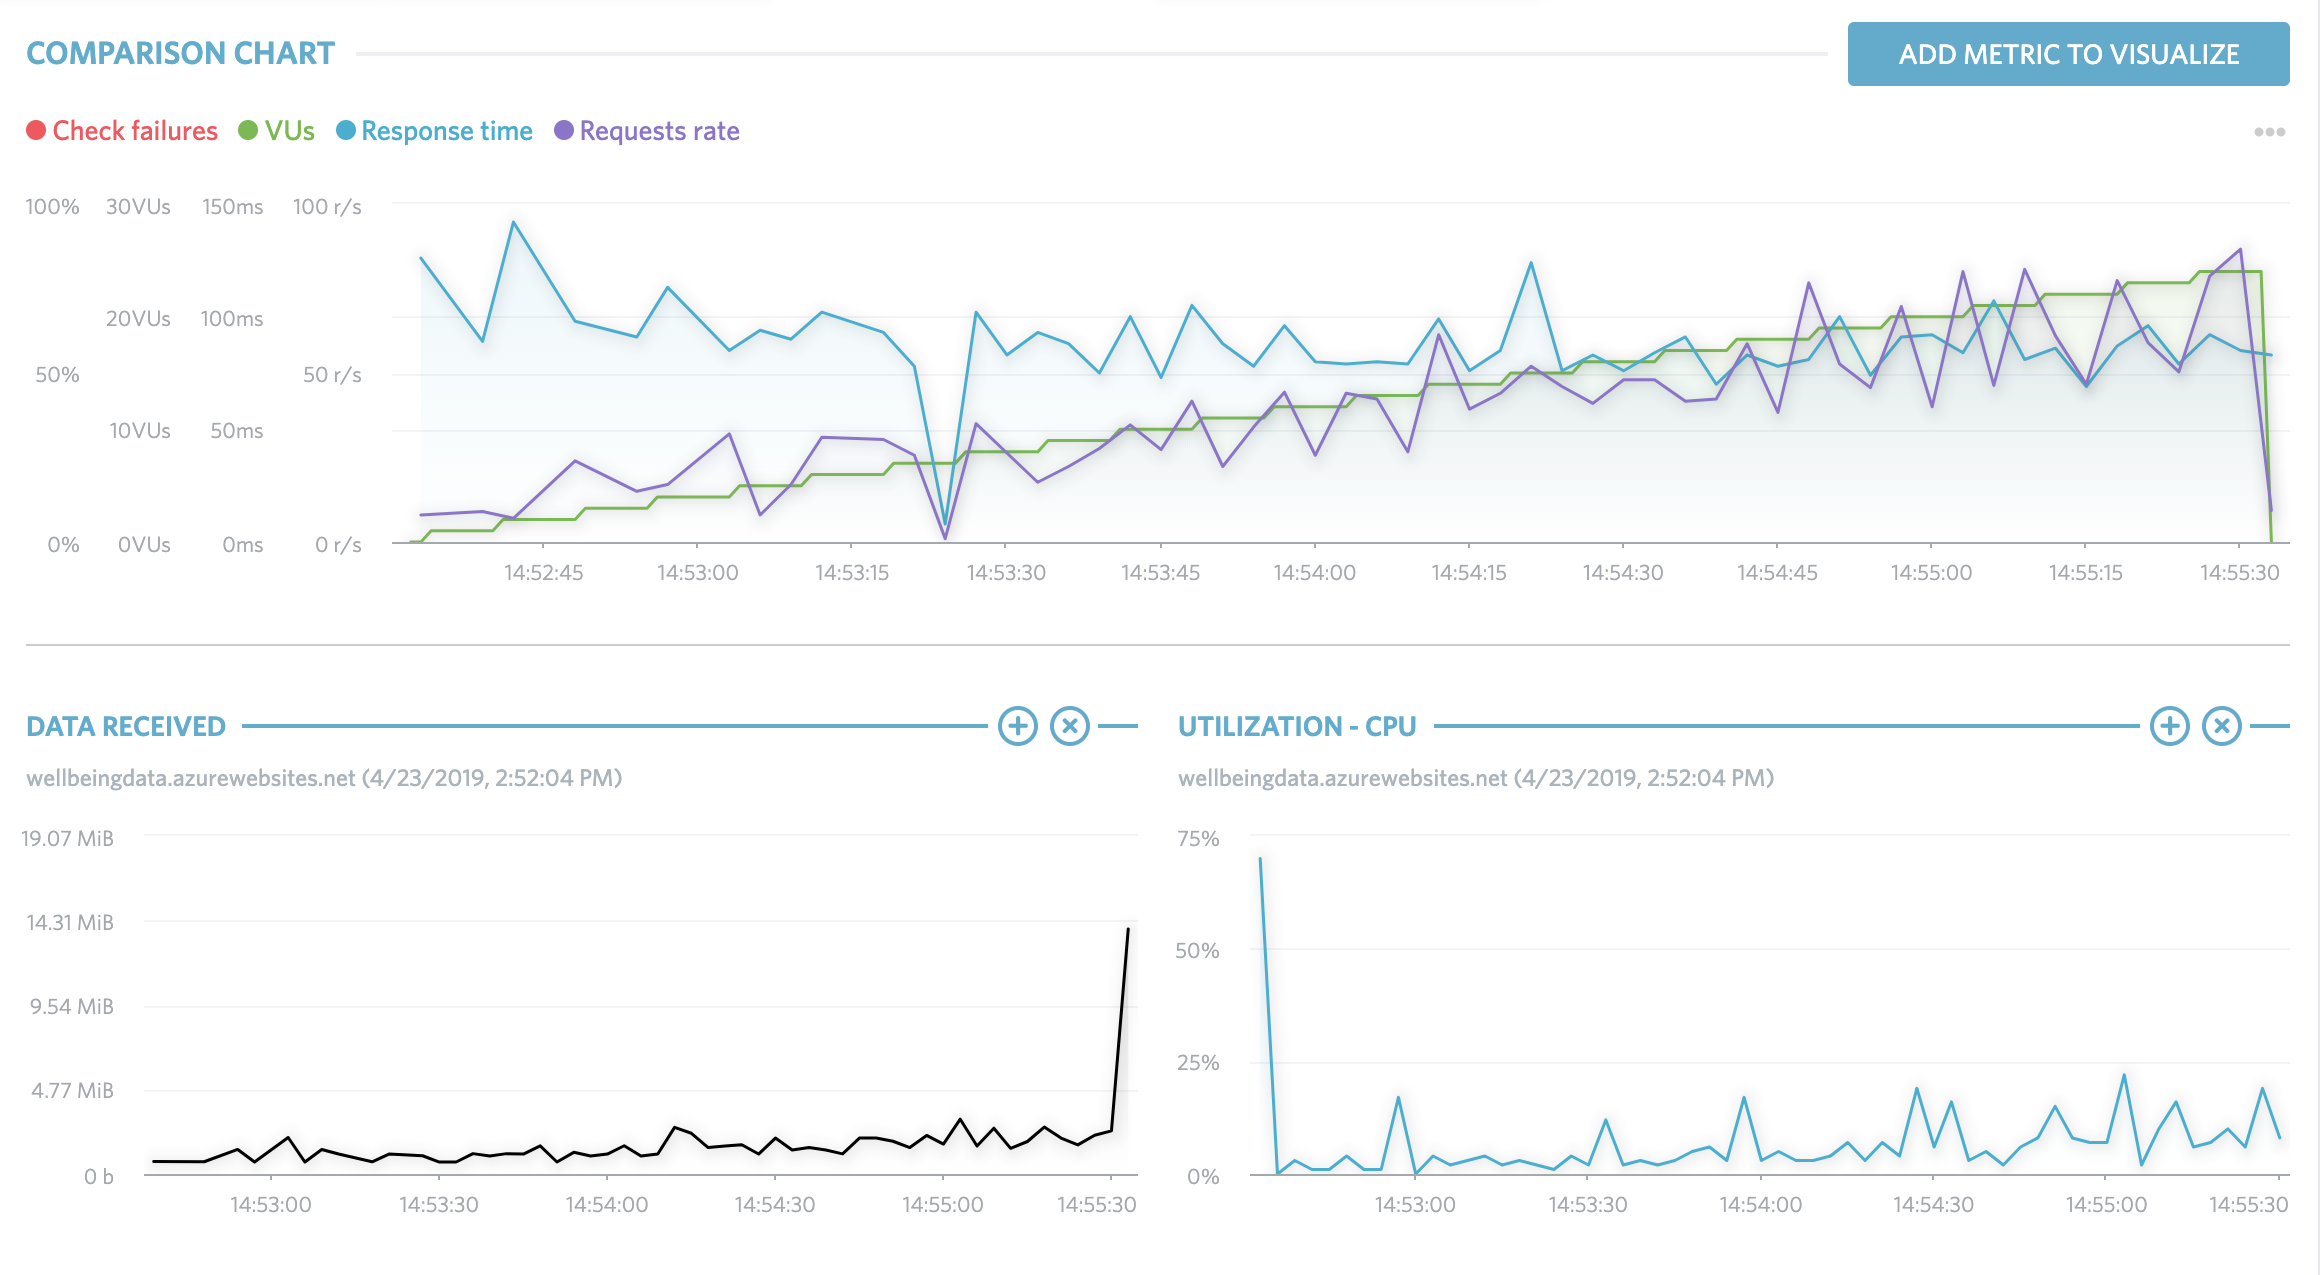 COMPARISON CHART
ADD METRIC TO VISUALIZE
Check failures VUs Response time Requests rate
100% 30VUs 150ms 100 r/s
20VUs 100ms
50% 50 r/s
10VUs 50ms
0% 0VUs 0ms 0 r/s
14:52:45 14:53:00 14:53:15 14:53:30 14:53:45 14:54:00 14:54:15 14:54:30 14:54:45 14:55:00 14:55:15 14:55:30
DATA RECEIVED
wellbeingdata.azurewebsites.net (4/23/2019, 2:52:04 PM)
19.07 MiB
14.31 MiB
9.54 MiB
4.77 MiB
0 b
14:53:00 14:53:30 14:54:00 14:54:30 14:55:00 14:55:30
UTILIZATION - CPU
wellbeingdata.azurewebsites.net (4/23/2019, 2:52:04 PM)
75%
50%
25%
0%
14:53:00 14:53:30 14:54:00 14:54:30 14:55:00 14:55:30